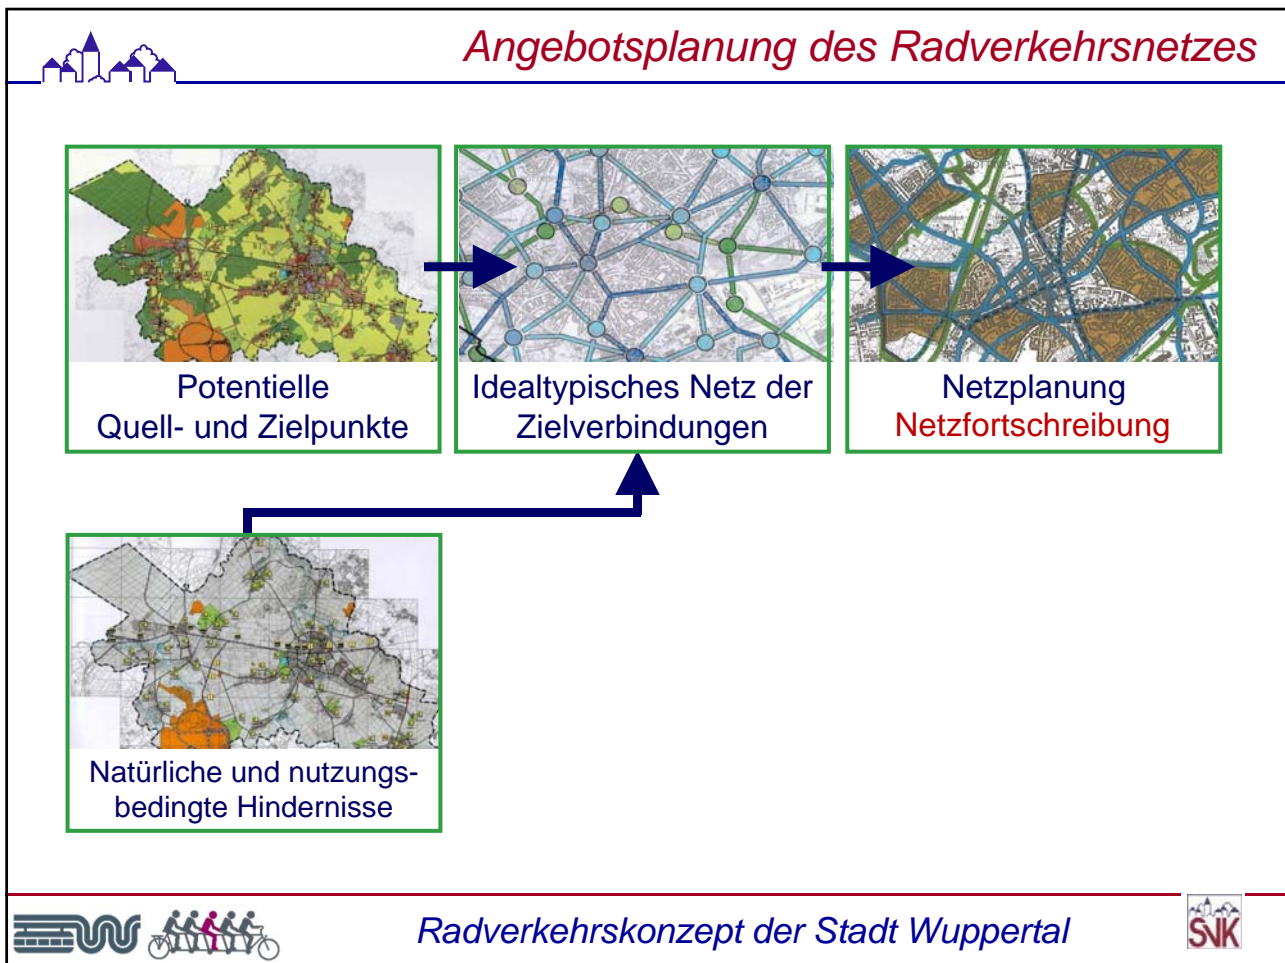 Angebotsplanung des Radverkehrsnetzes
Potentielle
Quell- und Zielpunkte
Idealtypisches Netz der
Zielverbindungen
Netzplanung
Netzfortschreibung
Natürliche und nutzungs-
bedingte Hindernisse
Radverkehrskonzept der Stadt Wuppertal
SVK